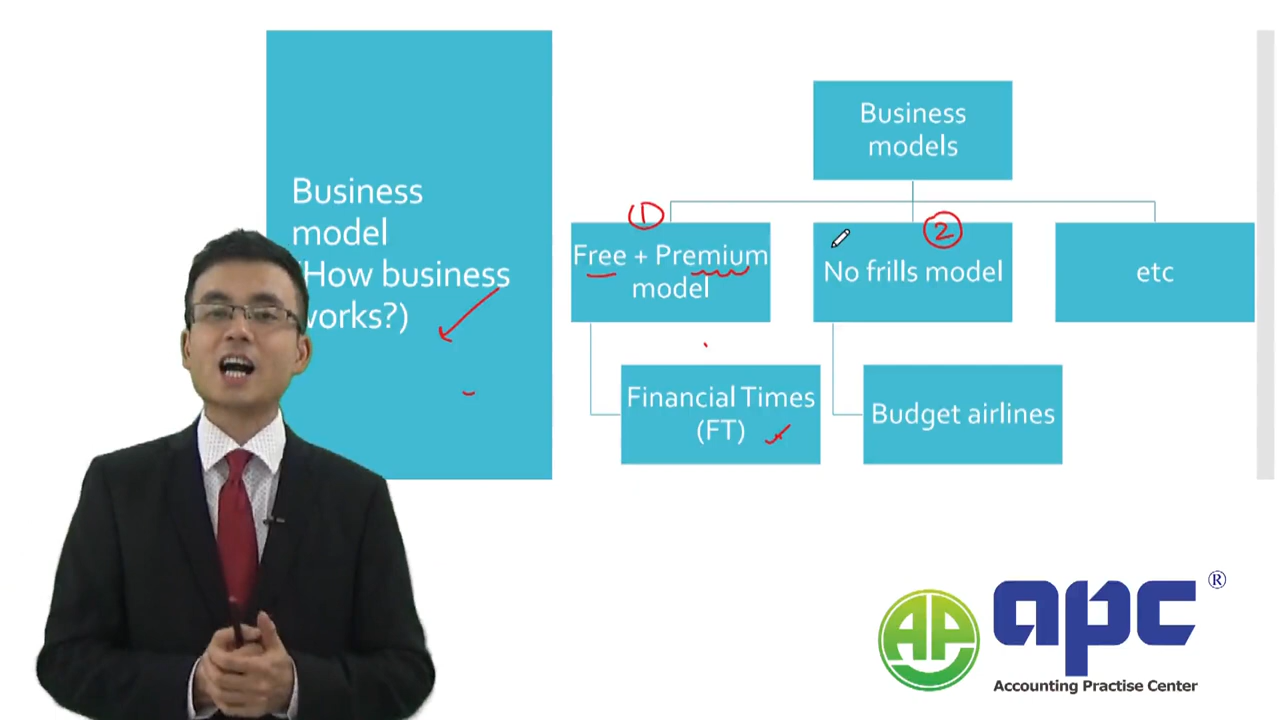 Business
model
(How business
works?)
Business
models
①
Free + Premium
model
②
No frills model
etc
Financial Times
(FT)
Budget airlines
AP
apc®
Accounting Practise Center